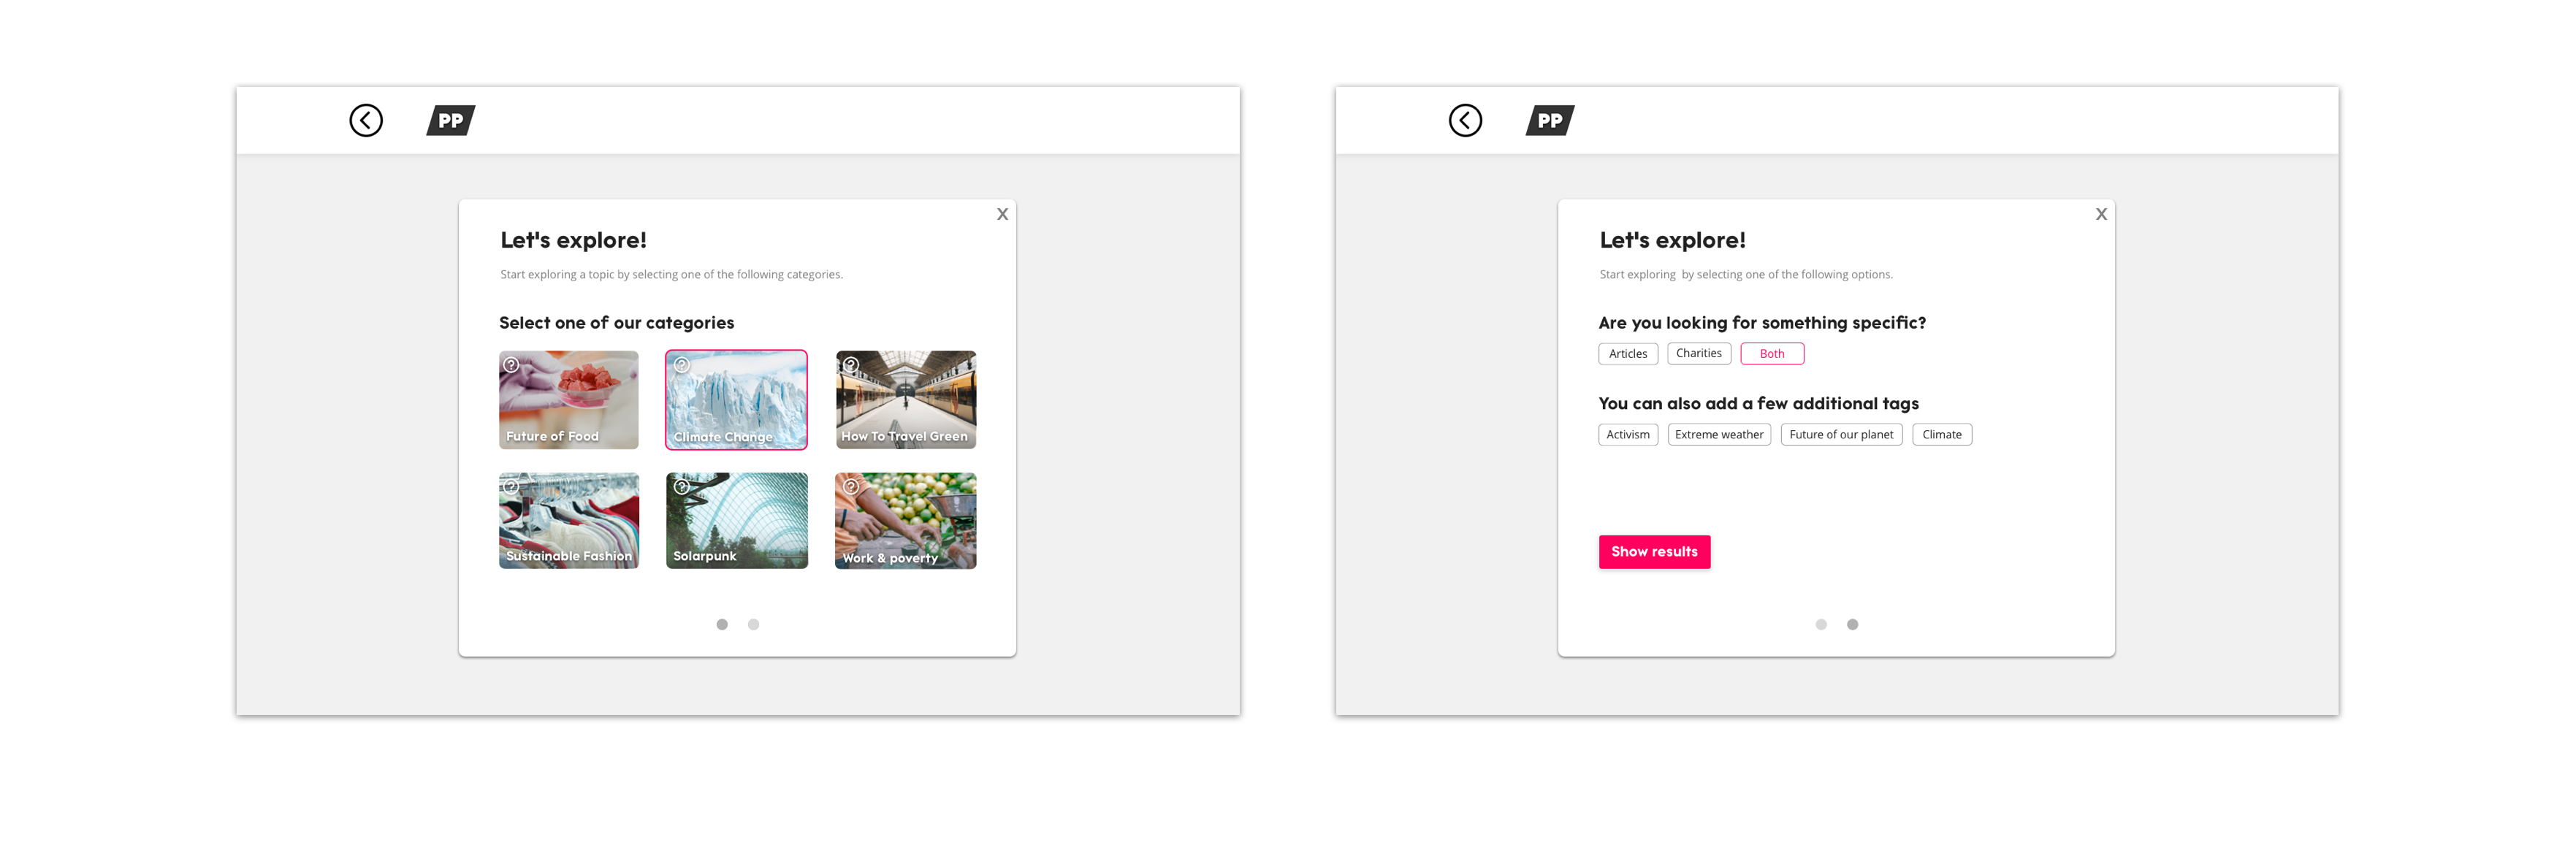 PP
X
Let's explore!
Start exploring a topic by selecting one of the following categories.
Select one of our categories
? ? ?
Future of Food Climate Change How To Travel Green
? ? ?
Sustainable Fashion Solarpunk Work & poverty
PP
X
Let's explore!
Start exploring by selecting one of the following options.
Are you looking for something specific?
Articles Charities Both
You can also add a few additional tags
Activism Extreme weather Future of our planet Climate
Show results